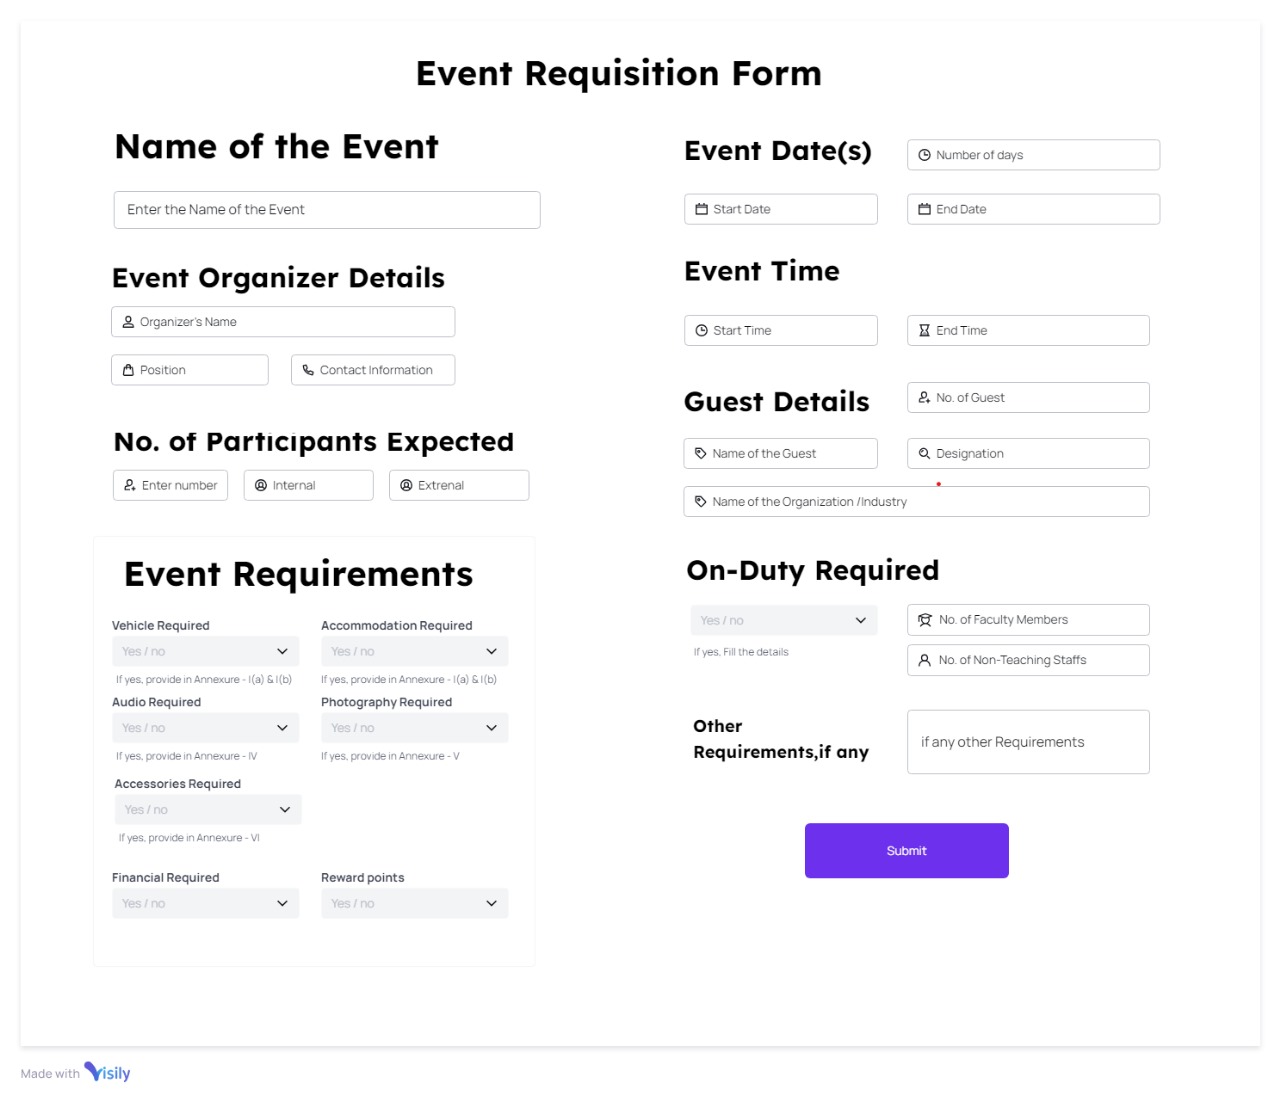 Event Requisition Form
Name of the Event
Enter the Name of the Event
Event Organizer Details
Organizer's Name
Position
Contact Information
No. of Participants Expected
Enter number
Internal
Extrenal
Event Requirements
Vehicle Required
Accommodation Required
Yes / no
Yes / no
If yes, provide in Annexure - I(a) & I(b)
If yes, provide in Annexure - I(a) & I(b)
Audio Required
Photography Required
Yes / no
Yes / no
If yes, provide in Annexure - IV
If yes, provide in Annexure - V
Accessories Required
Yes / no
If yes, provide in Annexure - VI
Financial Required
Reward points
Yes / no
Yes / no
Event Date(s)
Number of days
Start Date
End Date
Event Time
Start Time
End Time
Guest Details
No. of Guest
Name of the Guest
Designation
Name of the Organization /Industry
On-Duty Required
Yes / no
If yes, Fill the details
No. of Faculty Members
No. of Non-Teaching Staffs
Other
Requirements,if any
if any other Requirements
Submit
Made with Visily